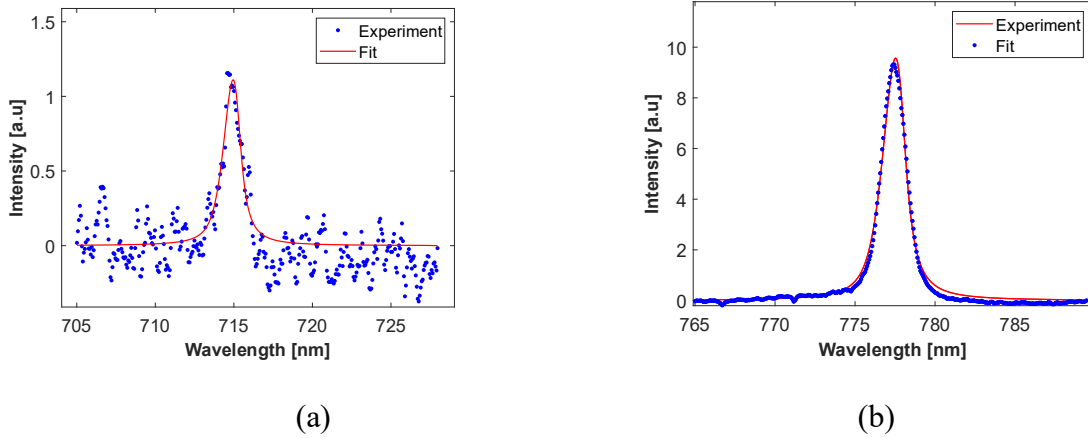 1.5
1
0.5
0
Intensity [a.u]
705 710 715 720 725
Wavelength [nm]
Experiment
Fit
(a)
10
8
6
4
2
0
Intensity [a.u]
765 770 775 780 785
Wavelength [nm]
Experiment
Fit
(b)